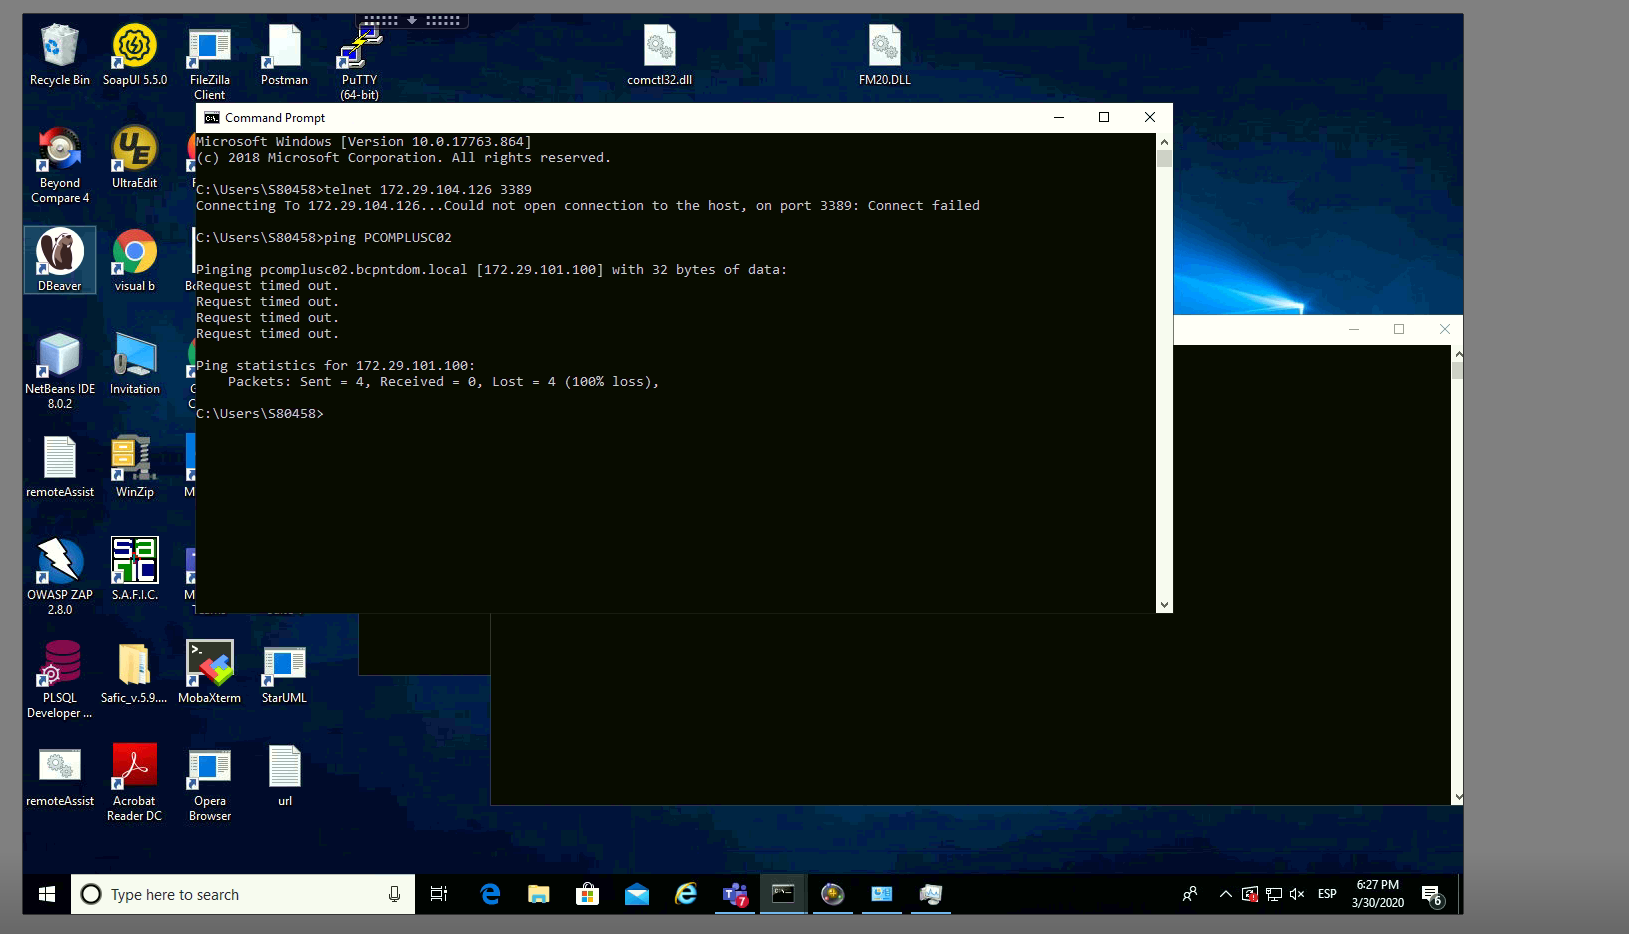 Recycle Bin
SoapUI 5.5.0
FileZilla
Client
Postman
PuTTY
(64-bit)
comctl32.dll
FM20.DLL
Command Prompt
Microsoft Windows [Version 10.0.17763.864]
(c) 2018 Microsoft Corporation. All rights reserved.
C:\Users\S80458>telnet 172.29.104.126 3389
Connecting To 172.29.104.126...Could not open connection to the host, on port 3389: Connect failed
C:\Users\S80458>ping PCOMPLUSC02
Pinging pcomplusc02.bcpntdom.local [172.29.101.100] with 32 bytes of data:
Request timed out.
Request timed out.
Request timed out.
Request timed out.
Ping statistics for 172.29.101.100:
    Packets: Sent = 4, Received = 0, Lost = 4 (100% loss),
C:\Users\S80458>
Beyond
Compare 4
UltraEdit
DBeaver
visual b
NetBeans IDE
8.0.2
Invitation
remoteAssist
WinZip
OWASP ZAP
2.8.0
S.A.F.I.C.
PLSQL
Developer ...
Safic_v.5.9....
MobaXterm
StarUML
remoteAssist
Acrobat
Reader DC
Opera
Browser
url
Type here to search
7
ESP
6:27 PM
3/30/2020
6